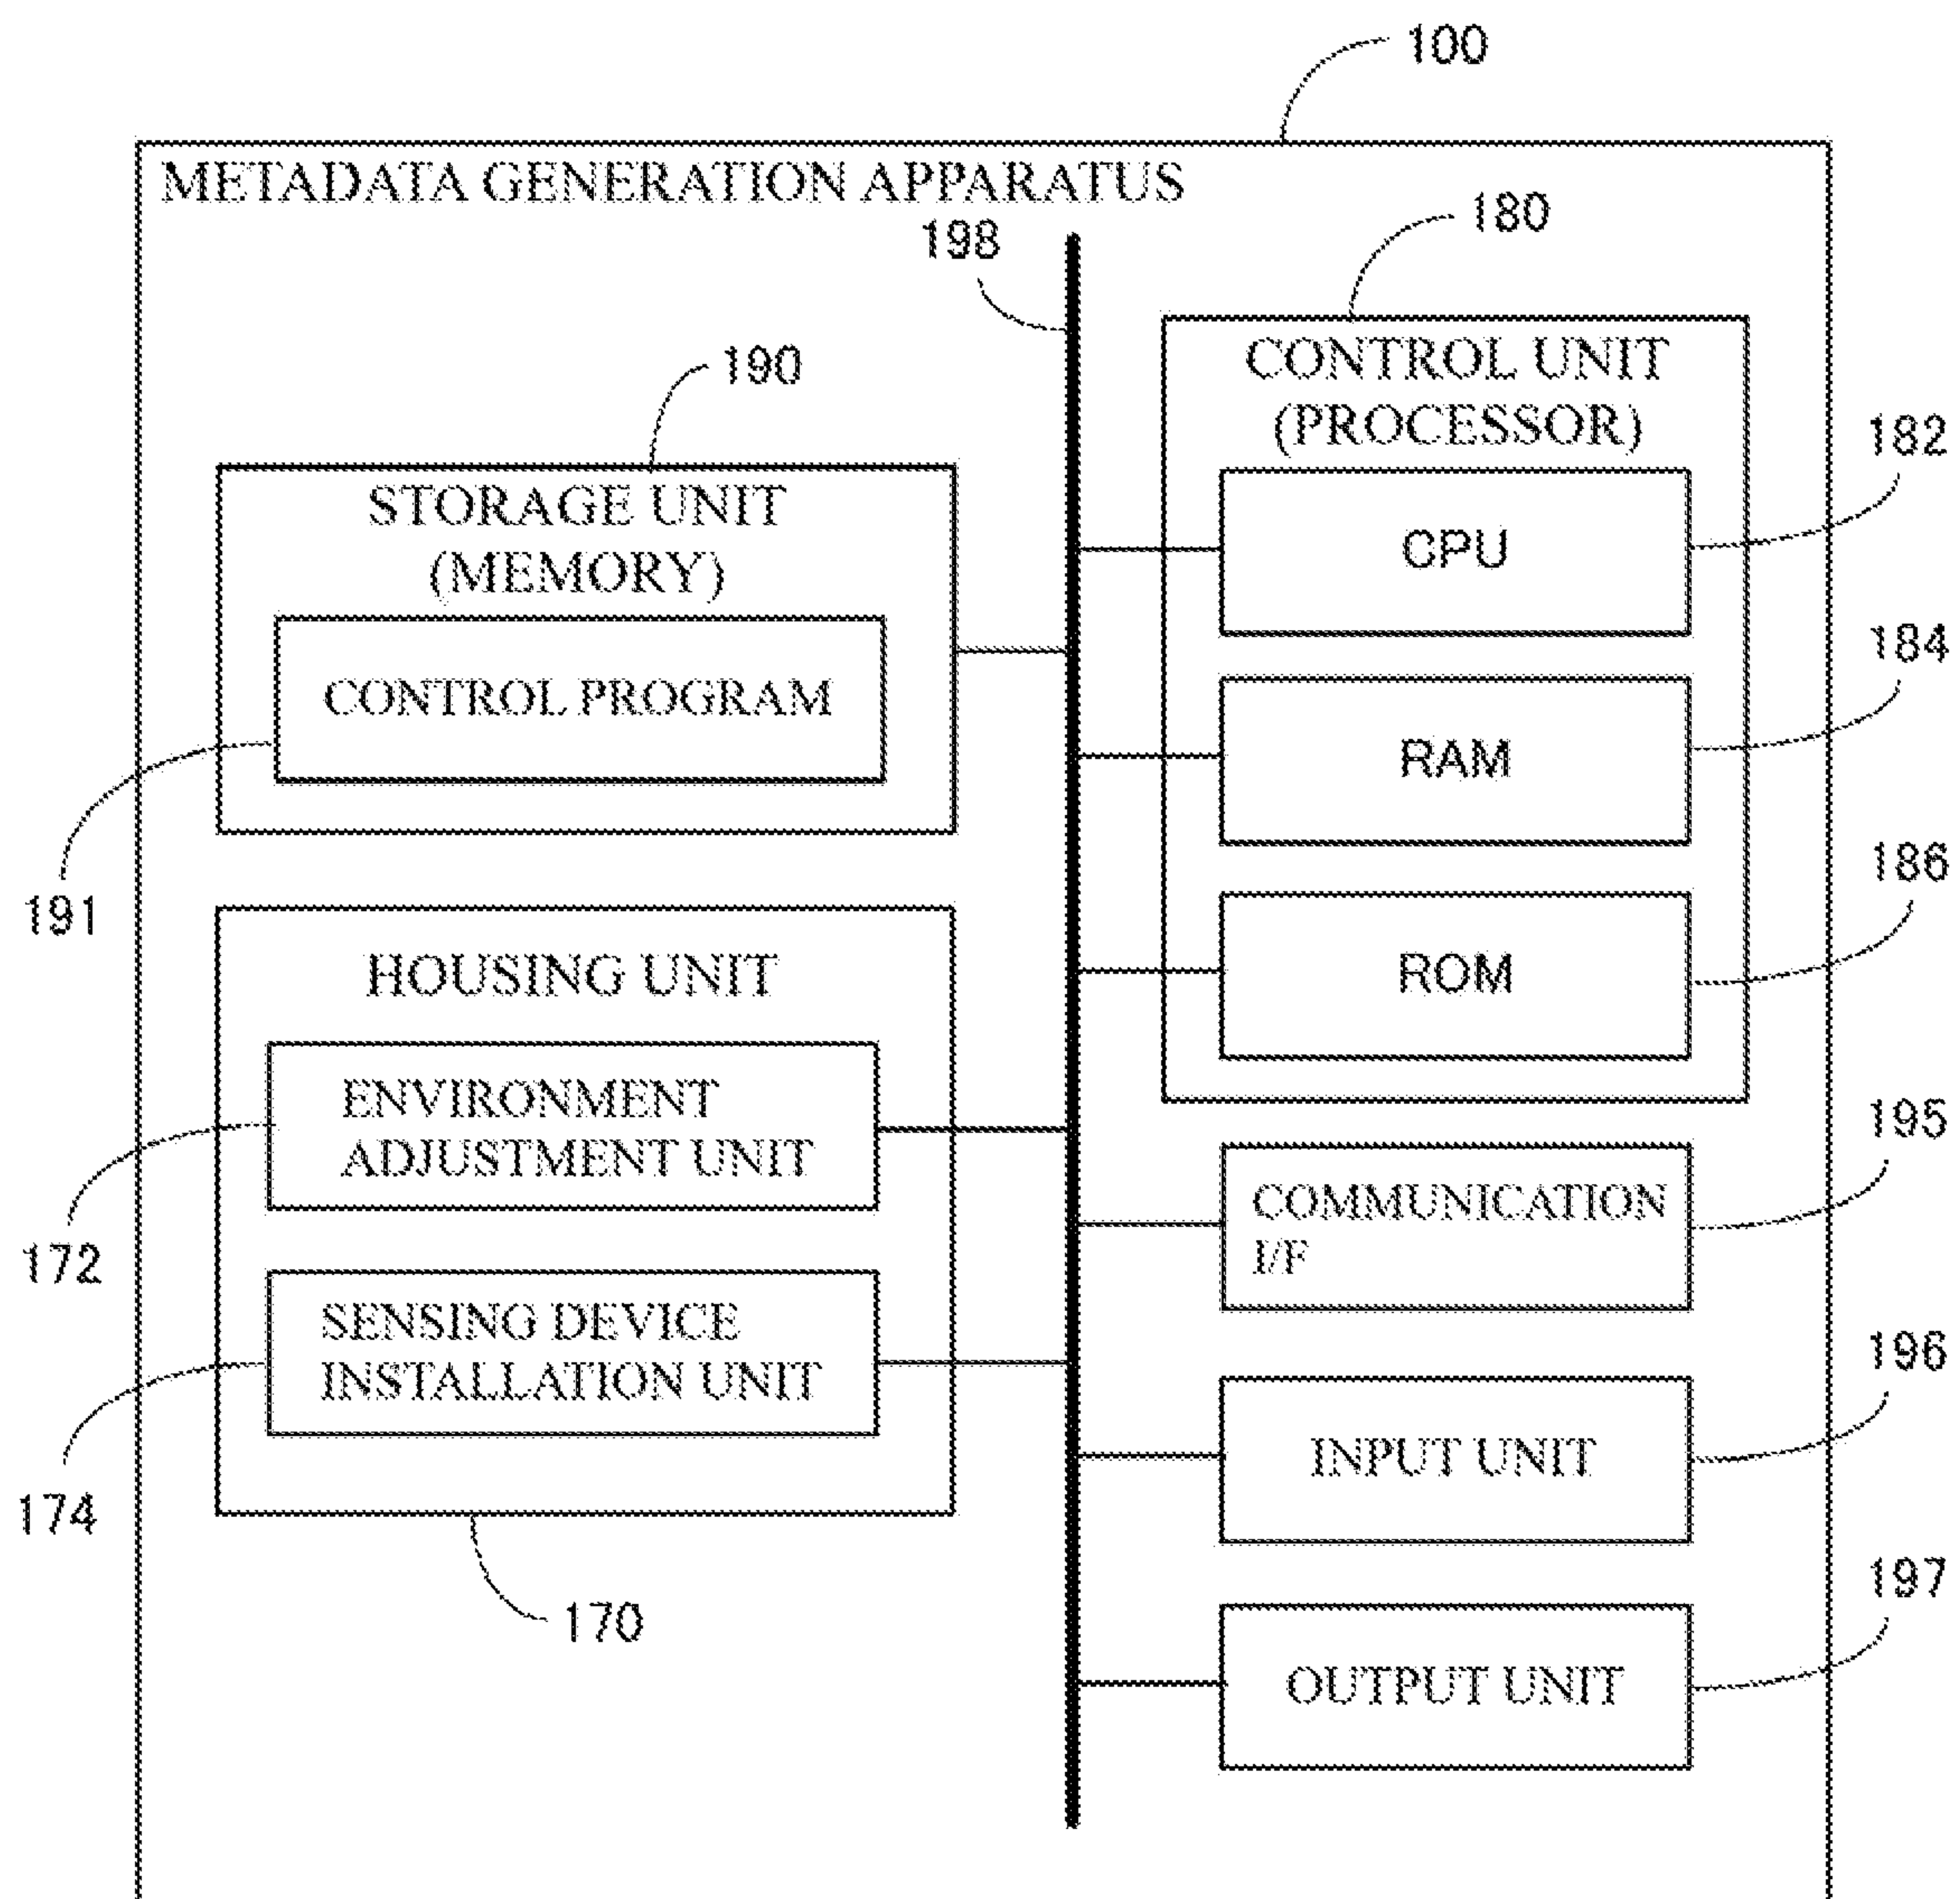 100
METADATA GENERATION APPARATUS
198
180
190
CONTROL UNIT
(PROCESSOR)
182
STORAGE UNIT
(MEMORY)
CPU
184
CONTROL PROGRAM
RAM
191
186
HOUSING UNIT
ROM
ENVIRONMENT
ADJUSTMENT UNIT
195
172
COMMUNICATION
I/F
SENSING DEVICE
INSTALLATION UNIT
196
174
INPUT UNIT
170
197
OUTPUT UNIT